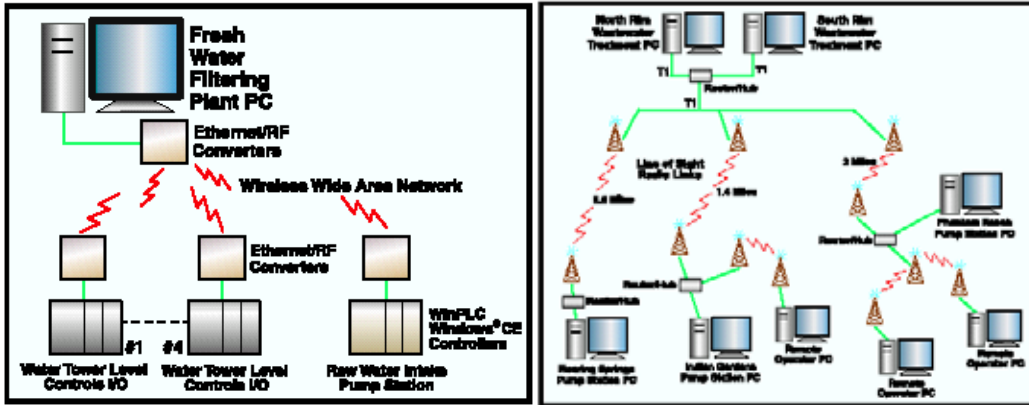 Fresh
Water
Filtering
Plant PC
Ethernet/RF
Converters
Wireless Wide Area Network
Ethernet/RF
Converters
WinPLC
Windows® CE
Controllers
#1
#4
Water Tower Level
Controls I/O
Water Tower Level
Controls I/O
Raw Water Intake
Pump Station
North Rim
Wastewater
Treatment PC
South Rim
Wastewater
Treatment PC
T1
T1
Router/Hub
T1
Line of Sight
Radio Links
1.4 Miles
3 Miles
Pump Station PC
Router/Hub
Router/Hub
Router/Hub
Roaring Springs
Pump Station PC
Indian Gardens
Pump Station PC
Remote
Operator PC
Remote
Operator PC
Remote
Operator PC